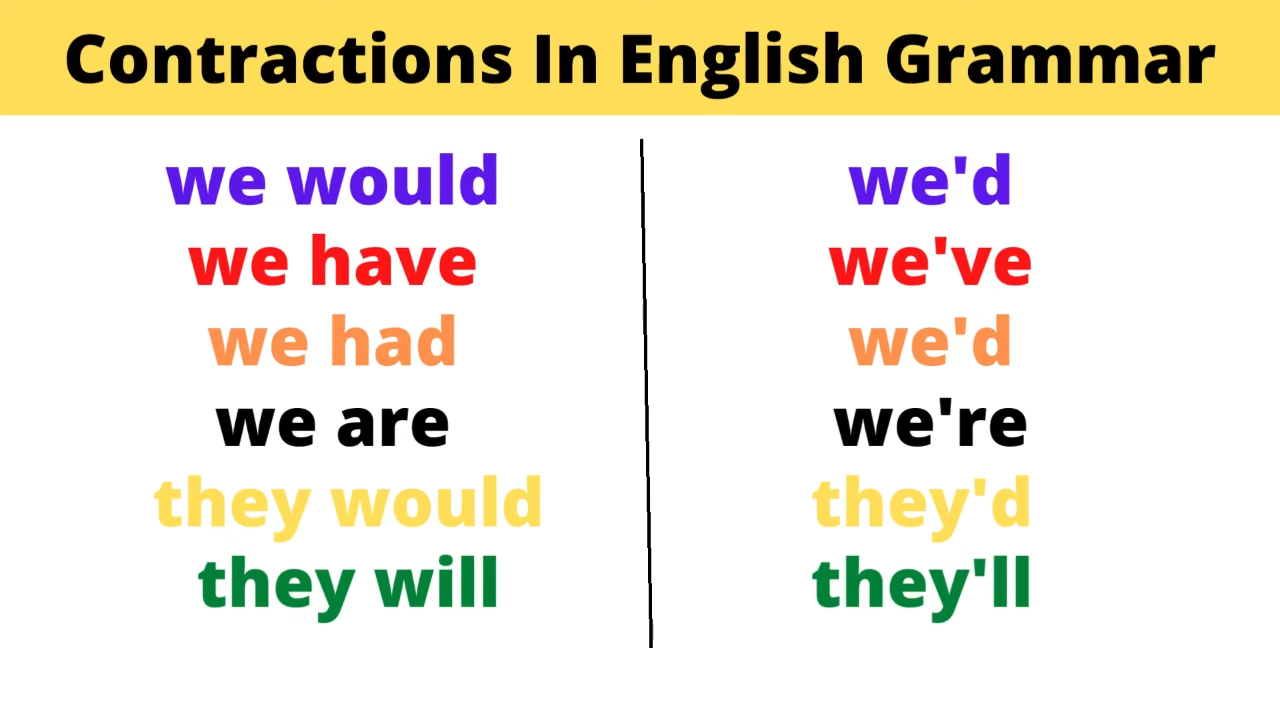 Contractions In English Grammar
we would we'd
we have we've
we had we'd
we are we're
they would they'd
they will they'll